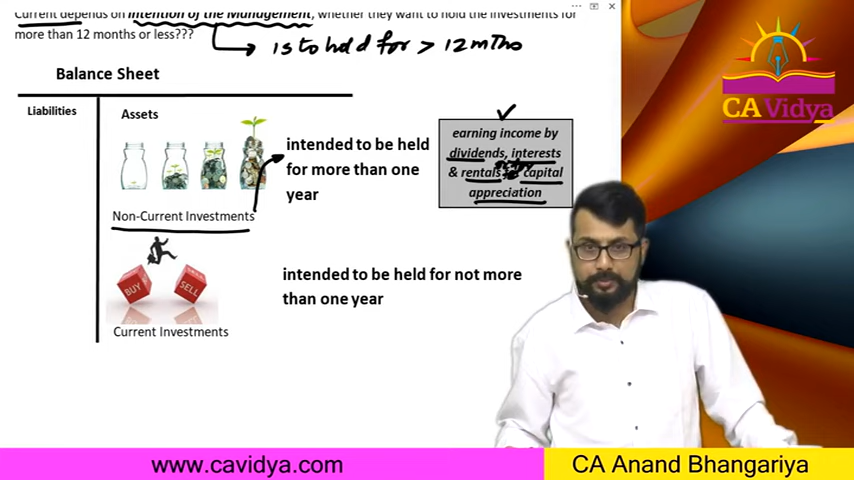 Current depends on Intention of the Management, whether they want to hold the investments for
more than 12 months or less???
is to held for > 12 mths
CA Vidya
Balance Sheet
Liabilities
Assets
earning income by
dividends, interests
& rentals
capital
appreciation
intended to be held
for more than one
year
Non-Current Investments
BUY
SELL
intended to be held for not more
than one year
Current Investments
www.cavidya.com
CA Anand Bhangariya